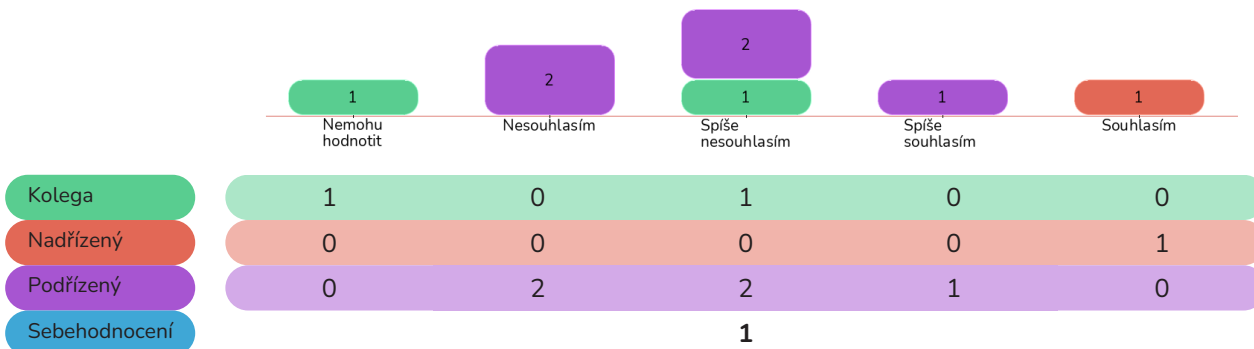 2
1
2
1
1
1
Nemohu
hodnotit
Nesouhlasím
Spíše
nesouhlasím
Spíše
souhlasím
Souhlasím
Kolega 1 0 1 0 0
Nadřízený 0 0 0 0 1
Podřízený 0 2 2 1 0
Sebehodnocení 1